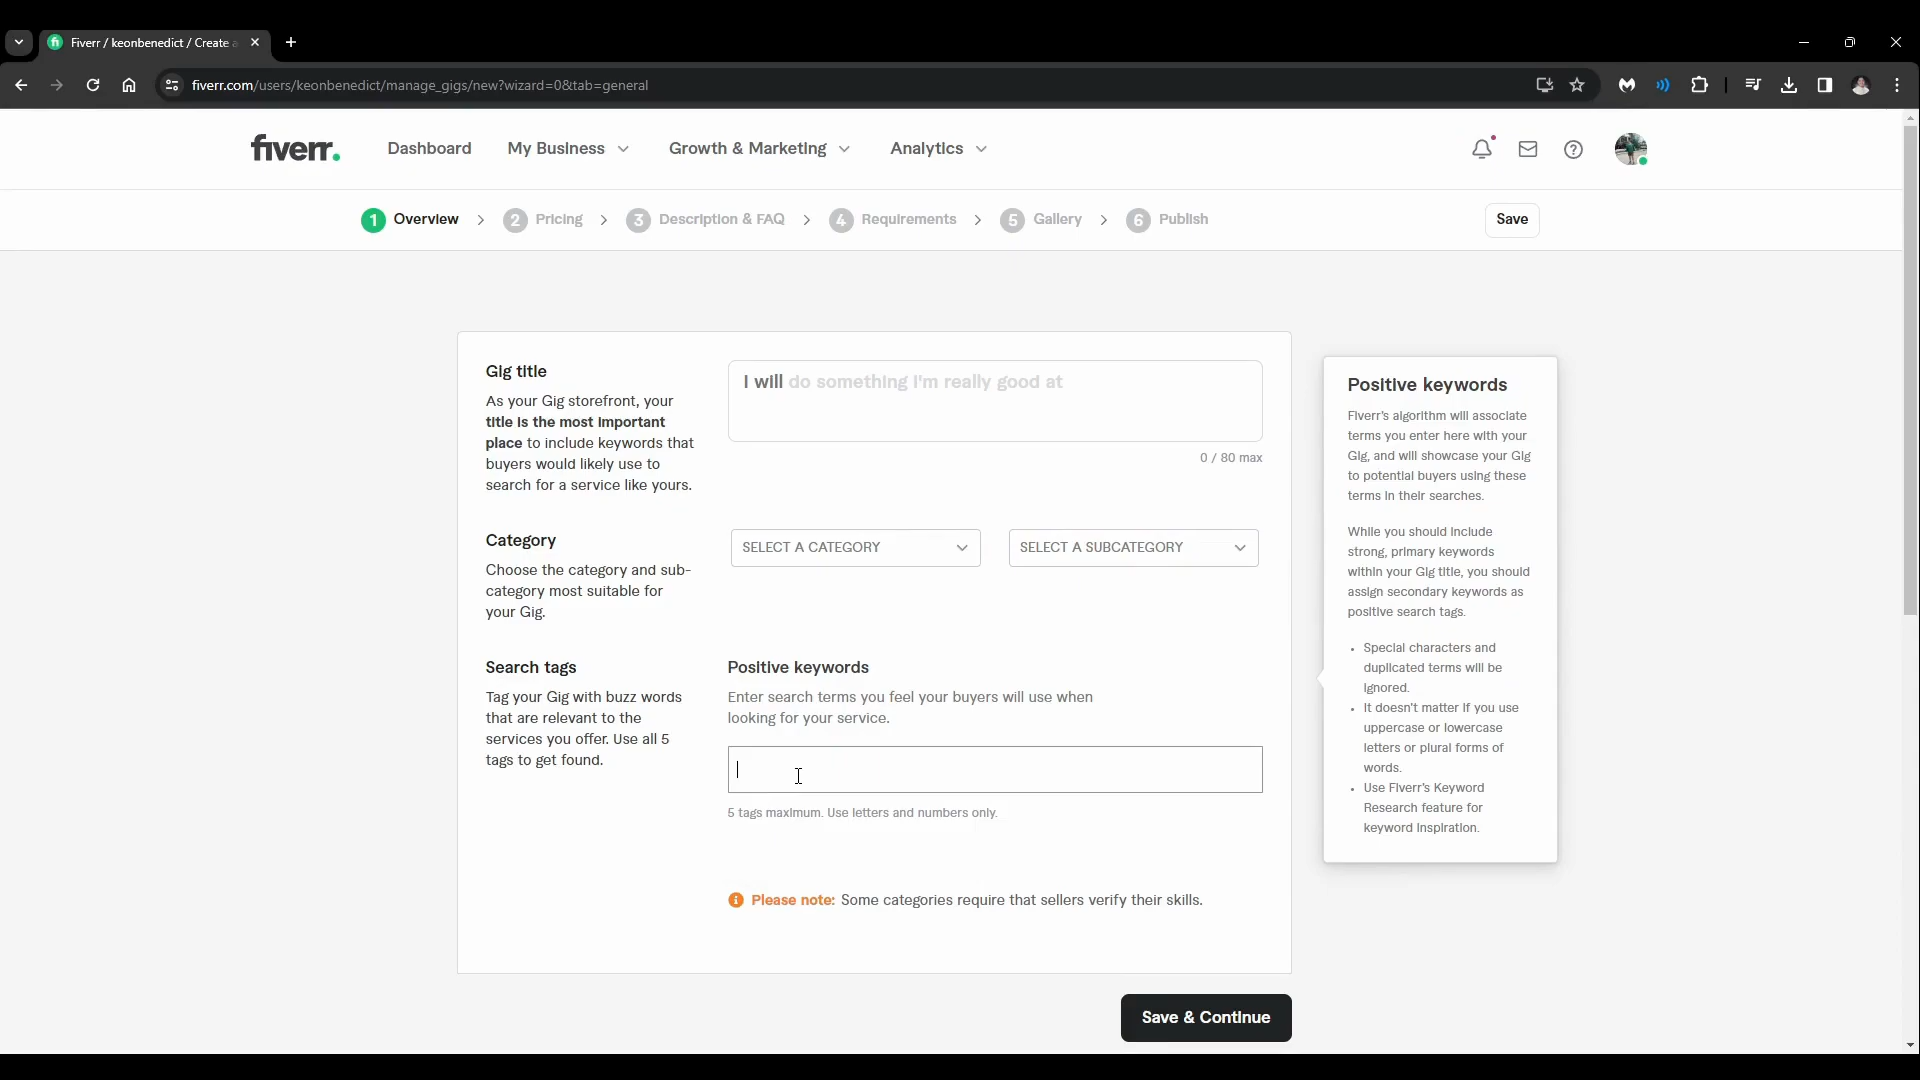 Fiverr / keonbenedict / Create a
fiverr.com/users/keonbenedict/manage_gigs/new?wizard=0&tab=general
fiverr. Dashboard My Business Growth & Marketing Analytics
1 Overview 2 Pricing 3 Description & FAQ 4 Requirements 5 Gallery 6 Publish Save
Gig title
As your Gig storefront, your
title is the most important
place to include keywords that
buyers would likely use to
search for a service like yours.
I will do something I'm really good at
0 / 80 max
Category
Choose the category and sub-
category most suitable for
your Gig.
SELECT A CATEGORY SELECT A SUBCATEGORY
Search tags
Tag your Gig with buzz words
that are relevant to the
services you offer. Use all 5
tags to get found.
Positive keywords
Enter search terms you feel your buyers will use when
looking for your service.
5 tags maximum. Use letters and numbers only.
Please note: Some categories require that sellers verify their skills.
Positive keywords
Fiverr's algorithm will associate
terms you enter here with your
Gig, and will showcase your Gig
to potential buyers using these
terms in their searches.
While you should include
strong, primary keywords
within your Gig title, you should
assign secondary keywords as
positive search tags.
• Special characters and
duplicated terms will be
ignored.
• It doesn't matter if you use
uppercase or lowercase
letters or plural forms of
words.
• Use Fiverr's Keyword
Research feature for
keyword inspiration.
Save & Continue